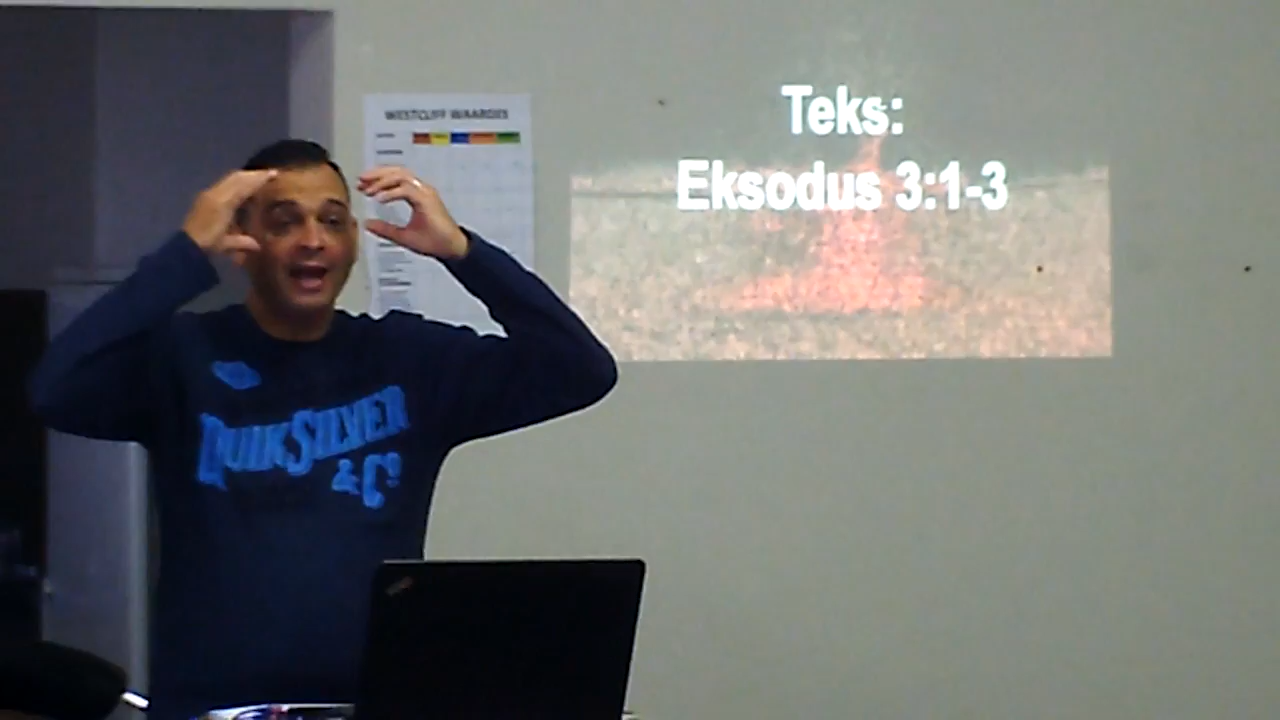 WESTCLIFF WAARDES
Teks:
Eksodus 3:1-3
QUIKSILVER
& Co